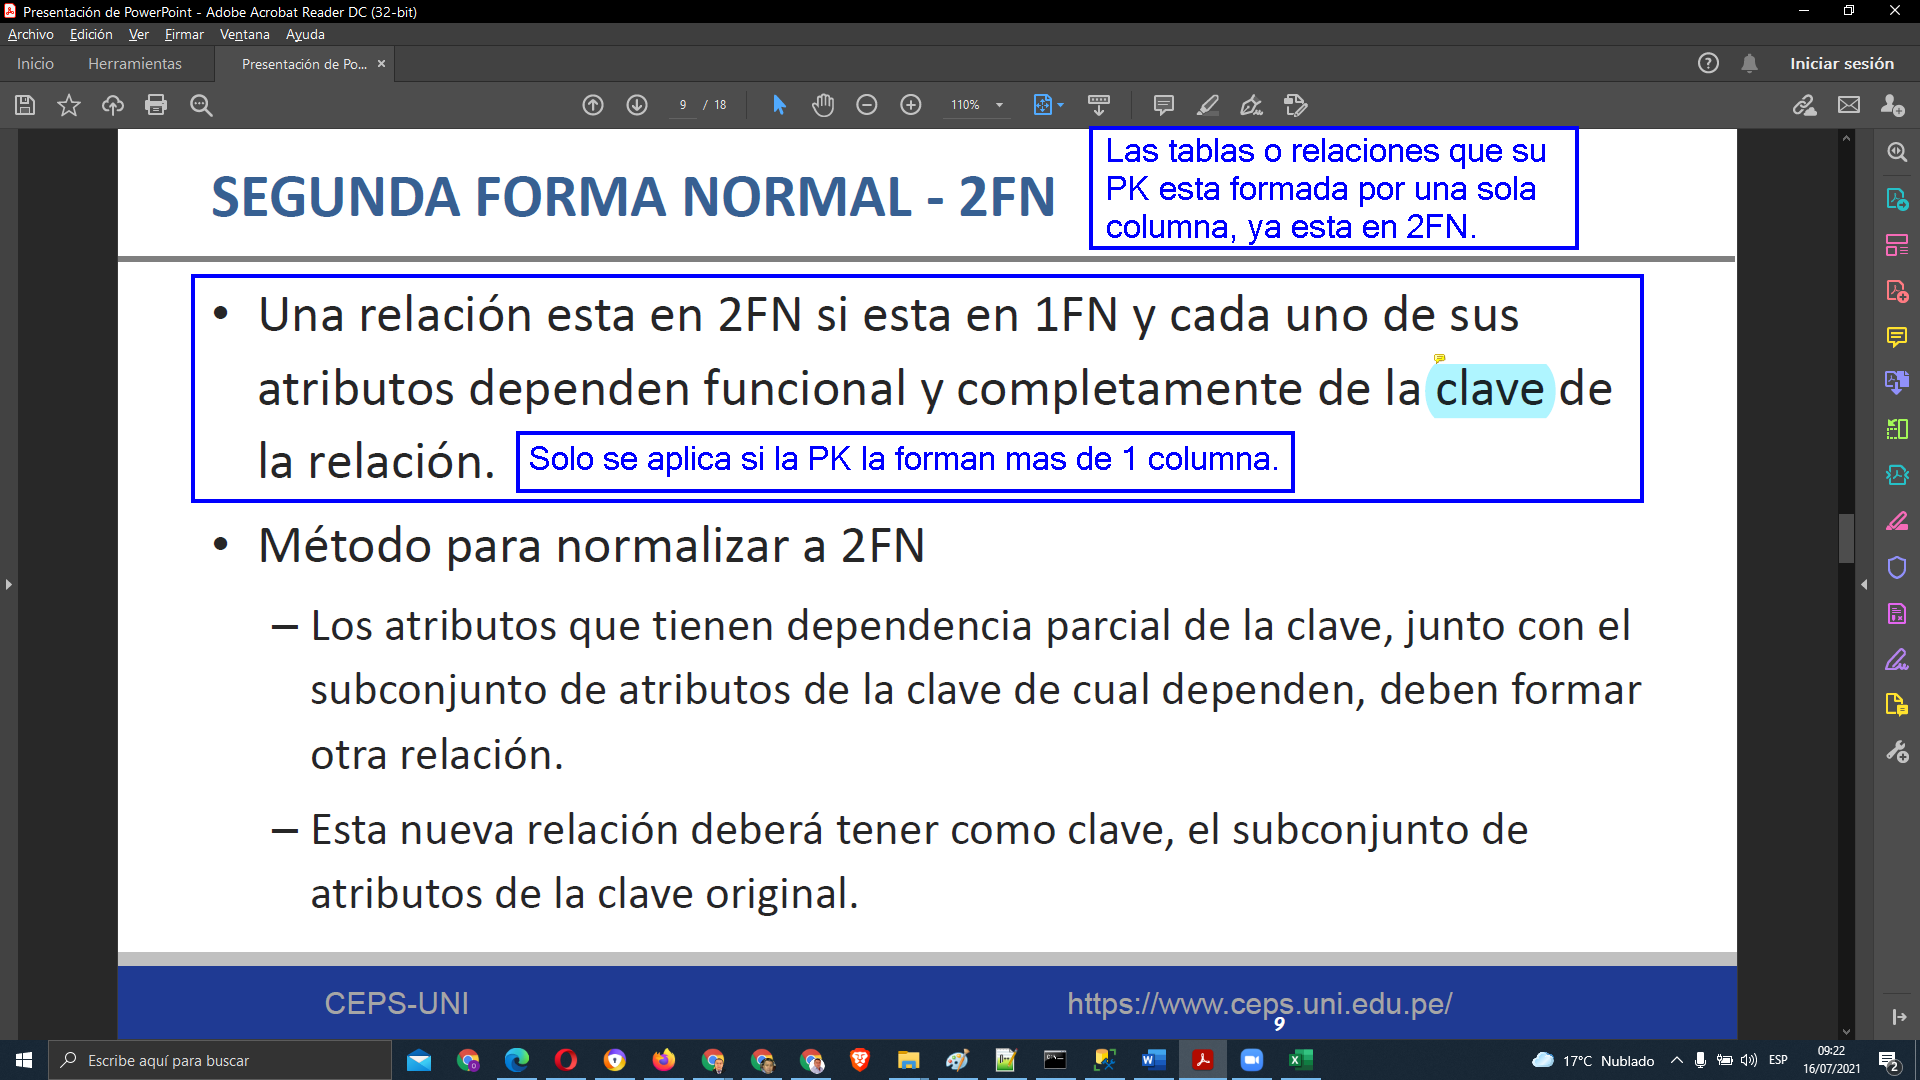 Presentación de PowerPoint - Adobe Acrobat Reader DC (32-bit)
Archivo Edición Ver Firmar Ventana Ayuda
Inicio Herramientas Presentación de Po... × Iniciar sesión
9 / 18 110%
SEGUNDA FORMA NORMAL - 2FN
Las tablas o relaciones que su
PK esta formada por una sola
columna, ya esta en 2FN.
• Una relación esta en 2FN si esta en 1FN y cada uno de sus
atributos dependen funcional y completamente de la clave de
la relación.
Solo se aplica si la PK la forman mas de 1 columna.
• Método para normalizar a 2FN
– Los atributos que tienen dependencia parcial de la clave, junto con el
subconjunto de atributos de la clave de cual dependen, deben formar
otra relación.
– Esta nueva relación deberá tener como clave, el subconjunto de
atributos de la clave original.
CEPS-UNI https://www.ceps.uni.edu.pe/
9
Escribe aquí para buscar
17°C Nublado ESP
09:22
16/07/2021
2